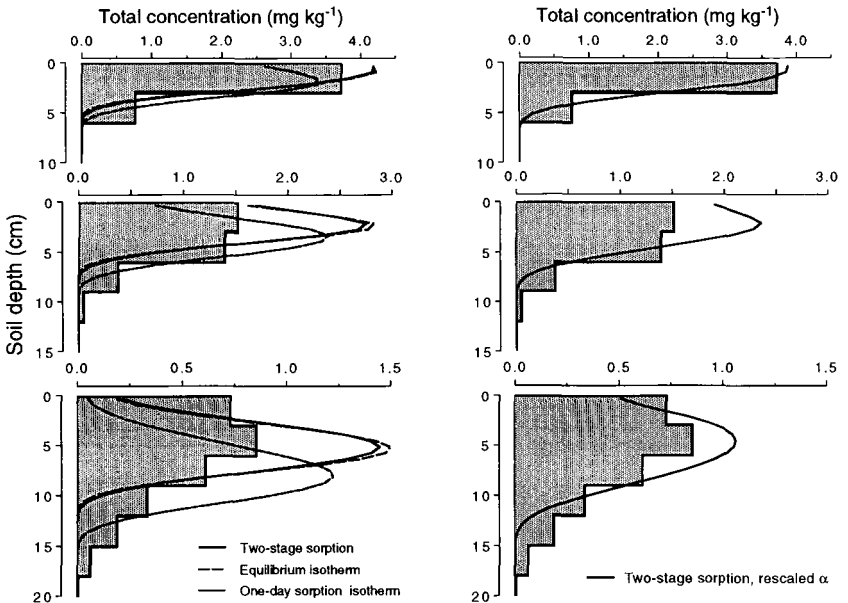 Total concentration (mg kg-1)
0.0 1.0 2.0 3.0 4.0
0
5
10
0.0 1.0 2.0 3.0
0
5
10
15
0.0 0.5 1.0 1.5
0
5
10
15
20
Soil depth (cm)
Two-stage sorption
Equilibrium isotherm
One-day sorption isotherm
Total concentration (mg kg-1)
0.0 1.0 2.0 3.0 4.0
0
5
10
0.0 1.0 2.0 3.0
0
5
10
15
0.0 0.5 1.0 1.5
0
5
10
15
20
Two-stage sorption, rescaled α